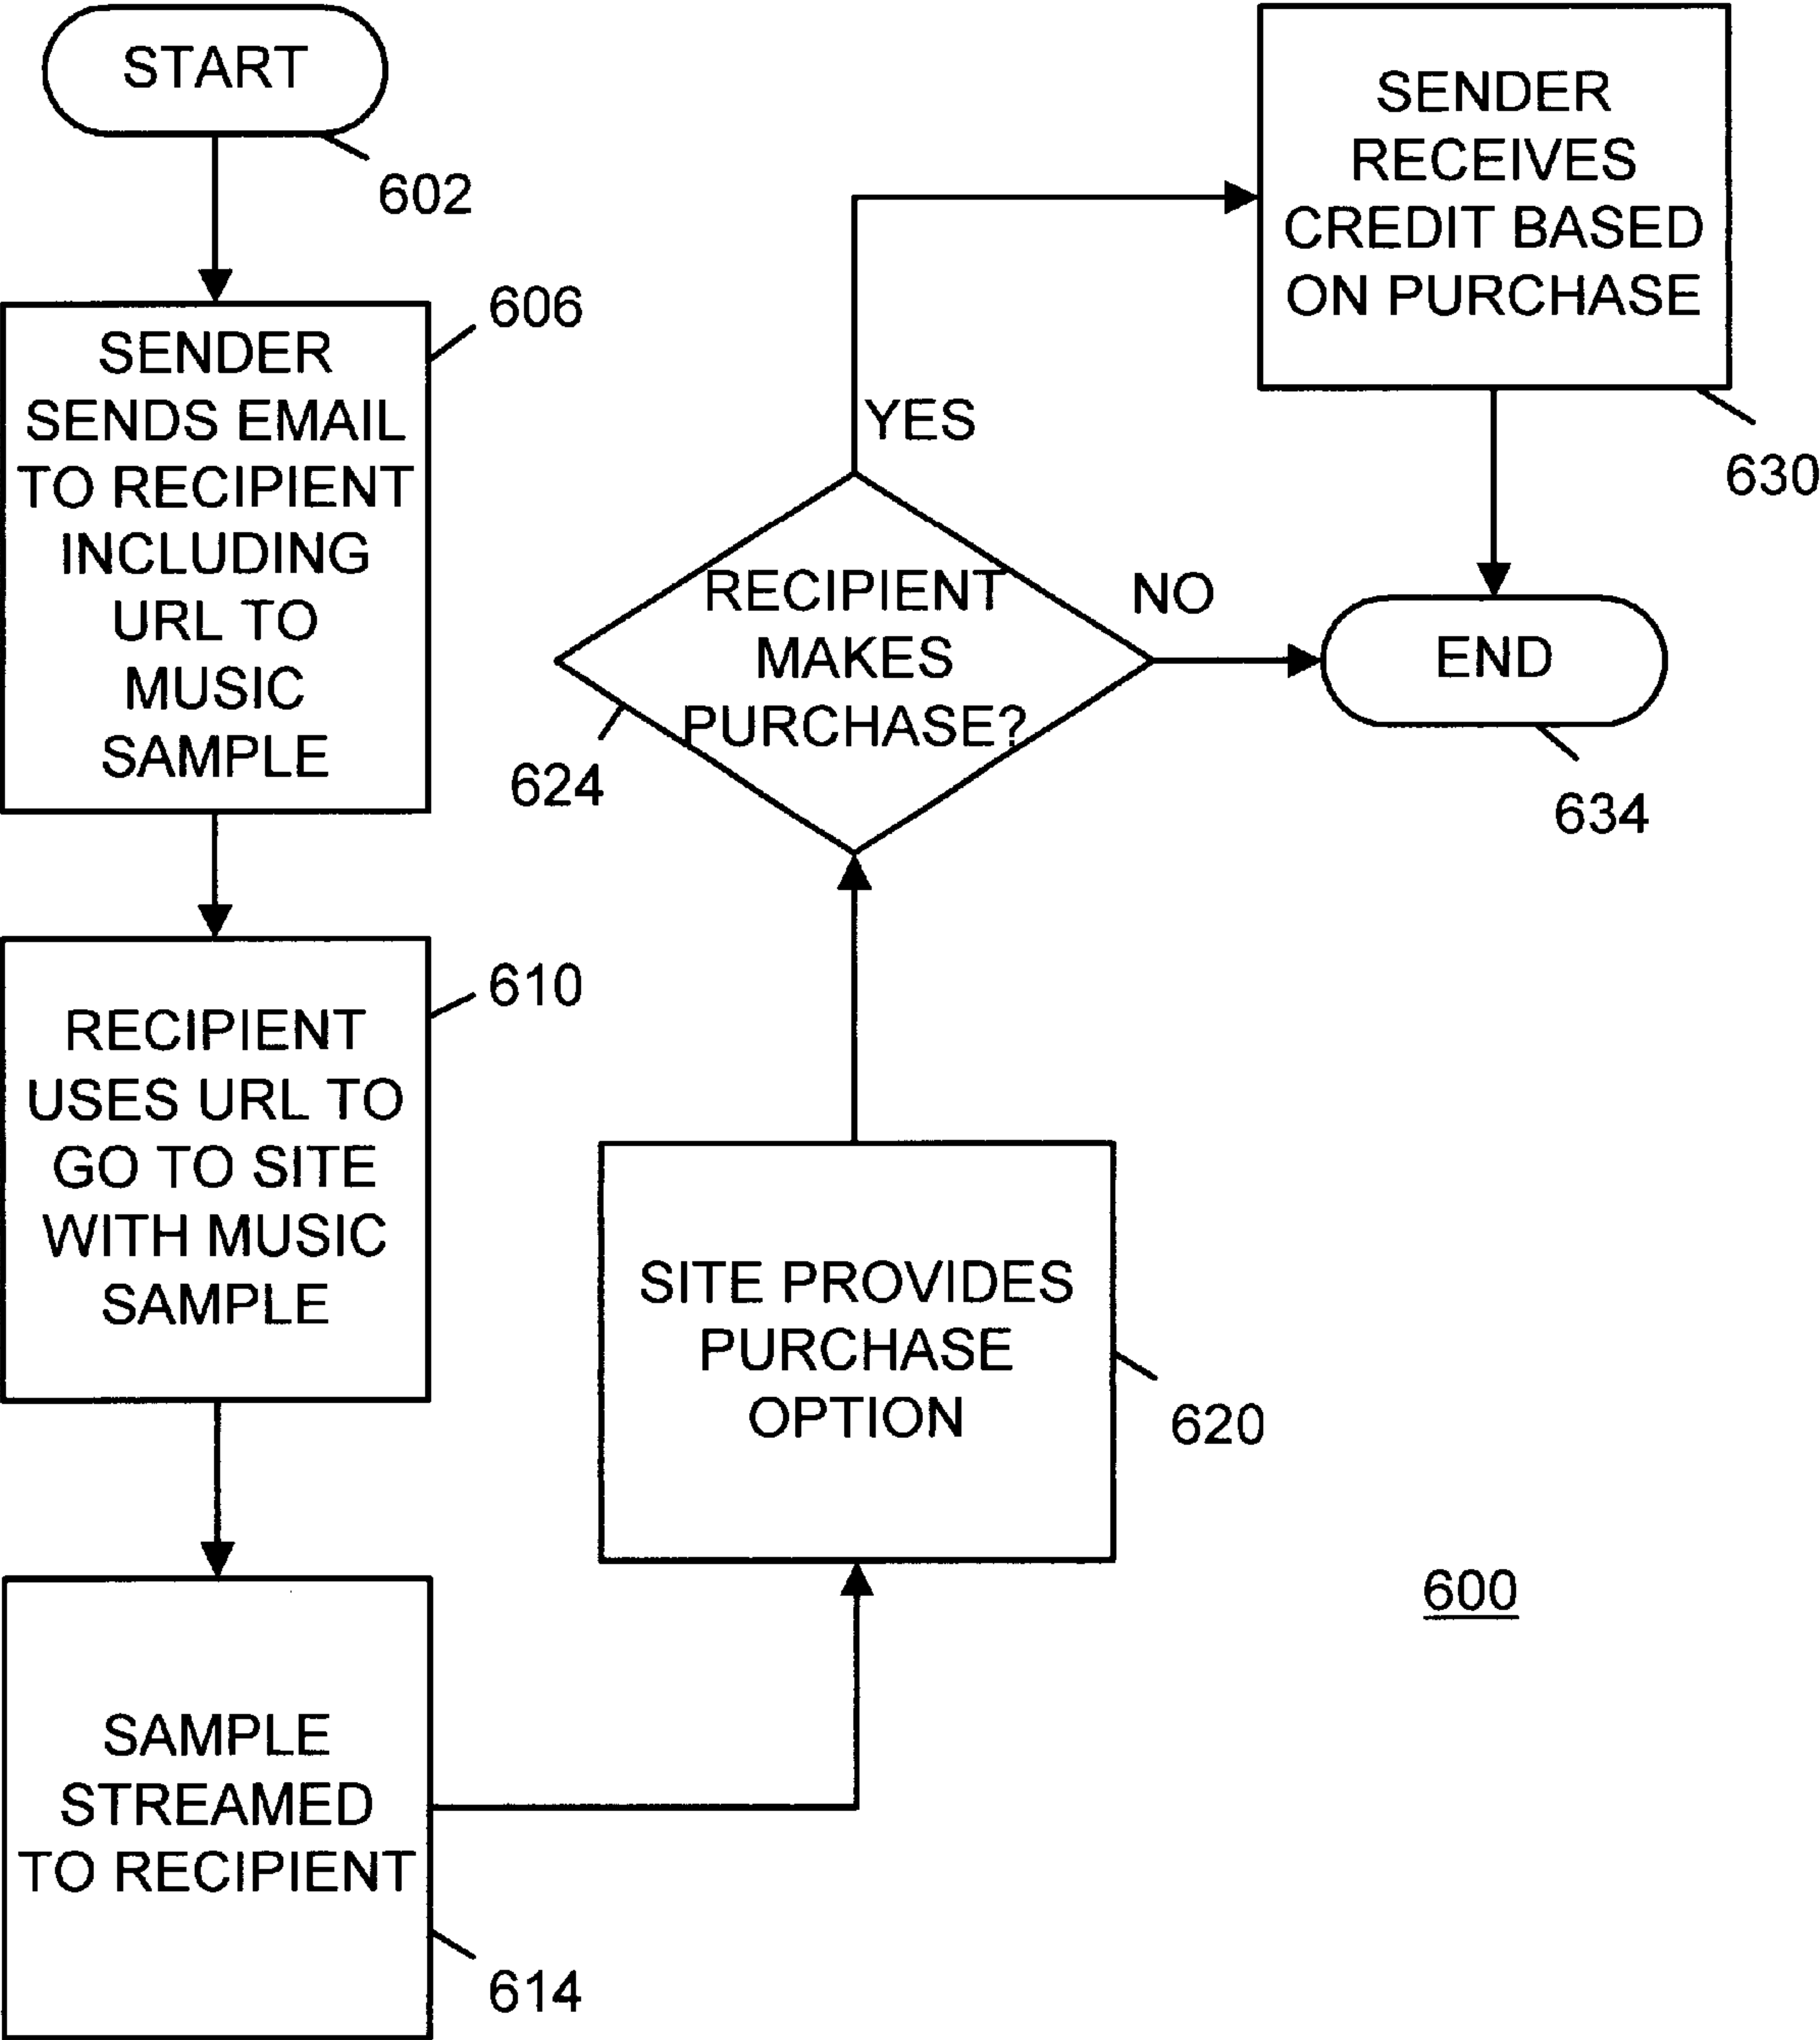 START
602
SENDER
SENDS EMAIL
TO RECIPIENT
INCLUDING
URL TO
MUSIC
SAMPLE
606
RECIPIENT
USES URL TO
GO TO SITE
WITH MUSIC
SAMPLE
610
SAMPLE
STREAMED
TO RECIPIENT
614
SITE PROVIDES
PURCHASE
OPTION
620
RECIPIENT
MAKES
PURCHASE?
624
YES
NO
SENDER
RECEIVES
CREDIT BASED
ON PURCHASE
630
END
634
600